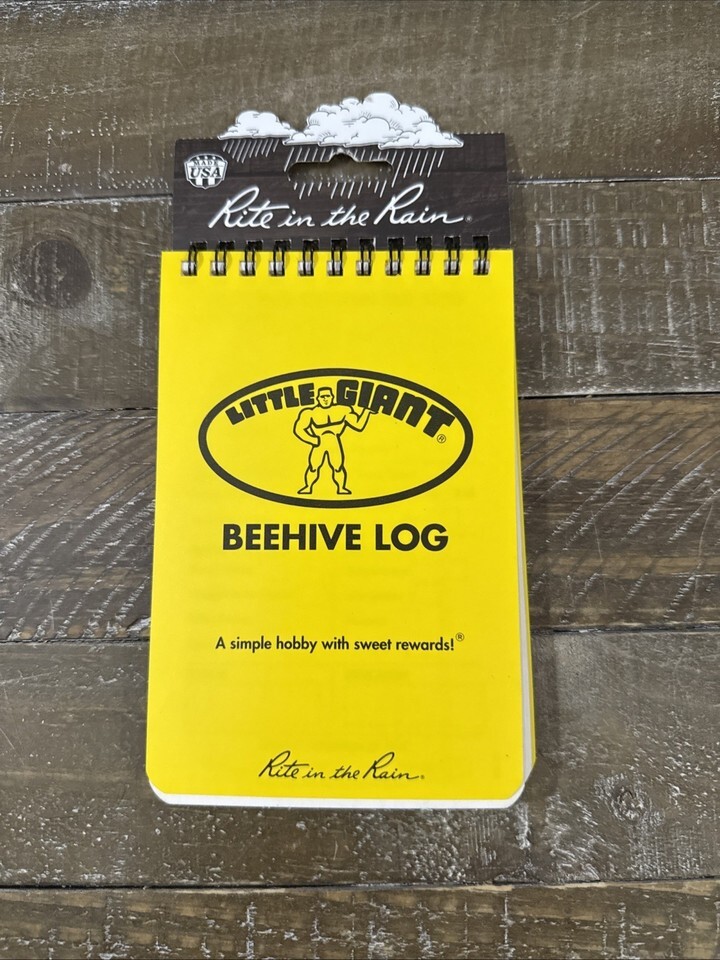 MADE
USA
Rite in the Rain®
LITTLE GIANT®
BEEHIVE LOG
A simple hobby with sweet rewards!®
Rite in the Rain®